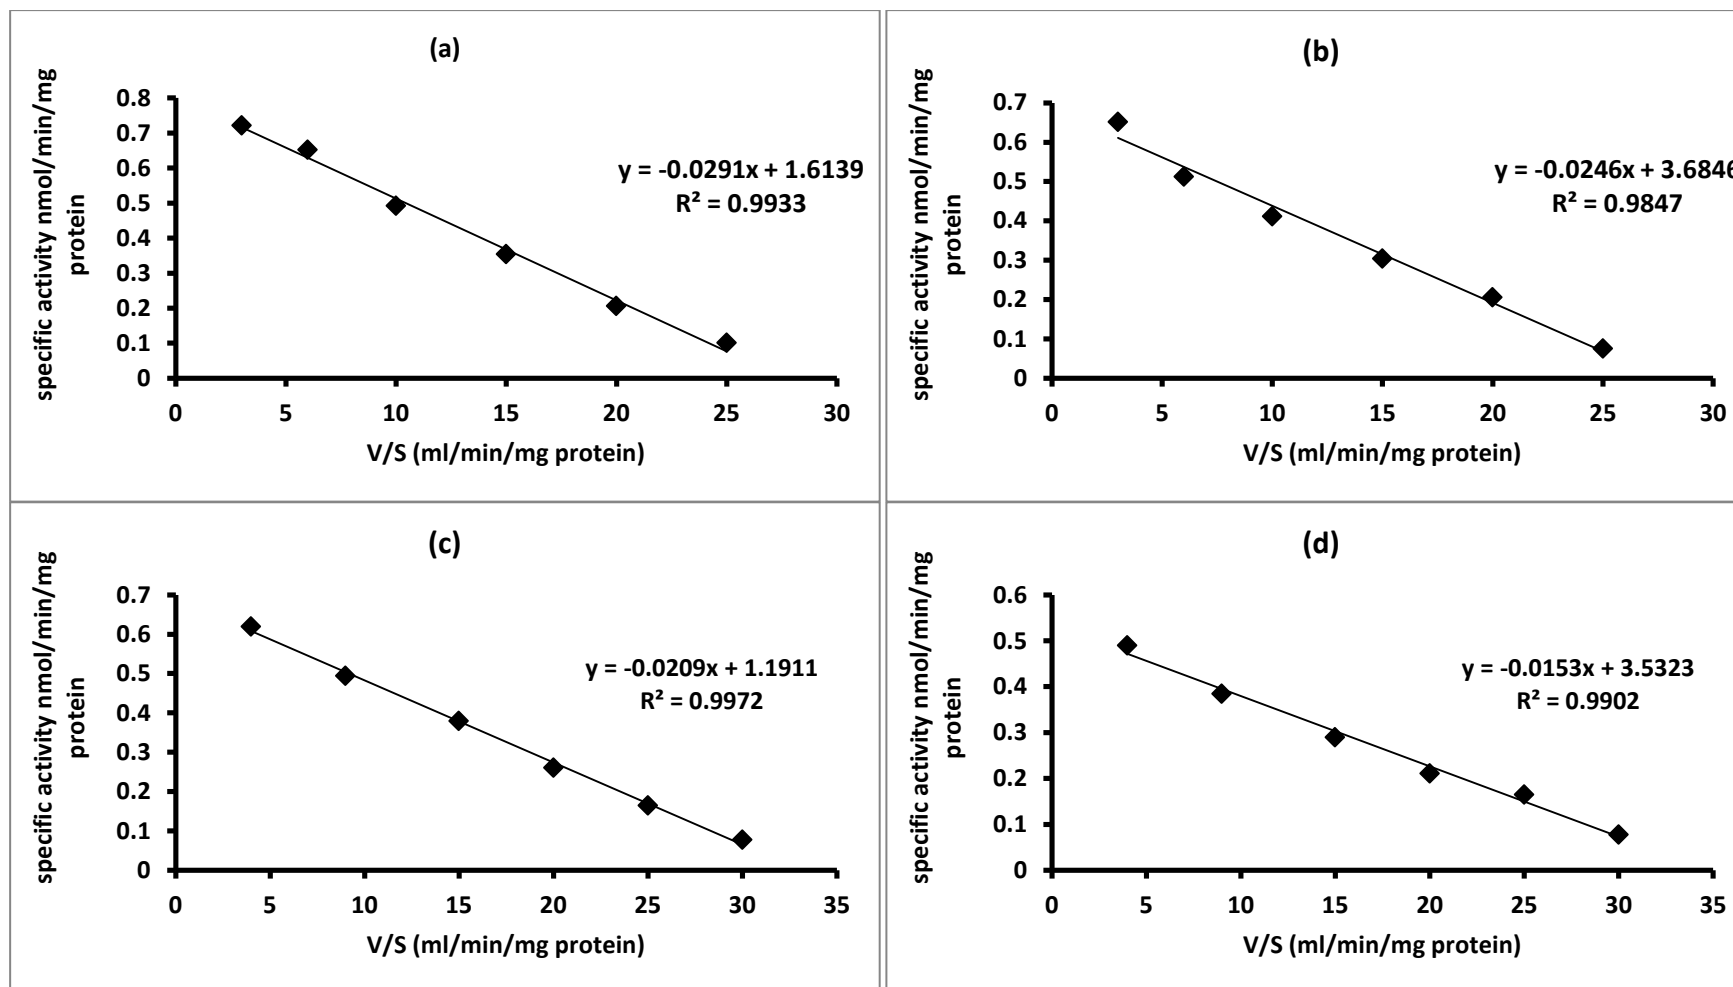 (a)
specific activity nmol/min/mg
protein
0.8
0.7
0.6
0.5
0.4
0.3
0.2
0.1
0
y = -0.0291x + 1.6139
R² = 0.9933
0 5 10 15 20 25 30
V/S (ml/min/mg protein)
(b)
specific activity nmol/min/mg
protein
0.7
0.6
0.5
0.4
0.3
0.2
0.1
0
y = -0.0246x + 3.6846
R² = 0.9847
0 5 10 15 20 25 30
V/S (ml/min/mg protein)
(c)
specific activity nmol/min/mg
protein
0.7
0.6
0.5
0.4
0.3
0.2
0.1
0
y = -0.0209x + 1.1911
R² = 0.9972
0 5 10 15 20 25 30 35
V/S (ml/min/mg protein)
(d)
specific activity nmol/min/mg
protein
0.6
0.5
0.4
0.3
0.2
0.1
0
y = -0.0153x + 3.5323
R² = 0.9902
0 5 10 15 20 25 30 35
V/S (ml/min/mg protein)